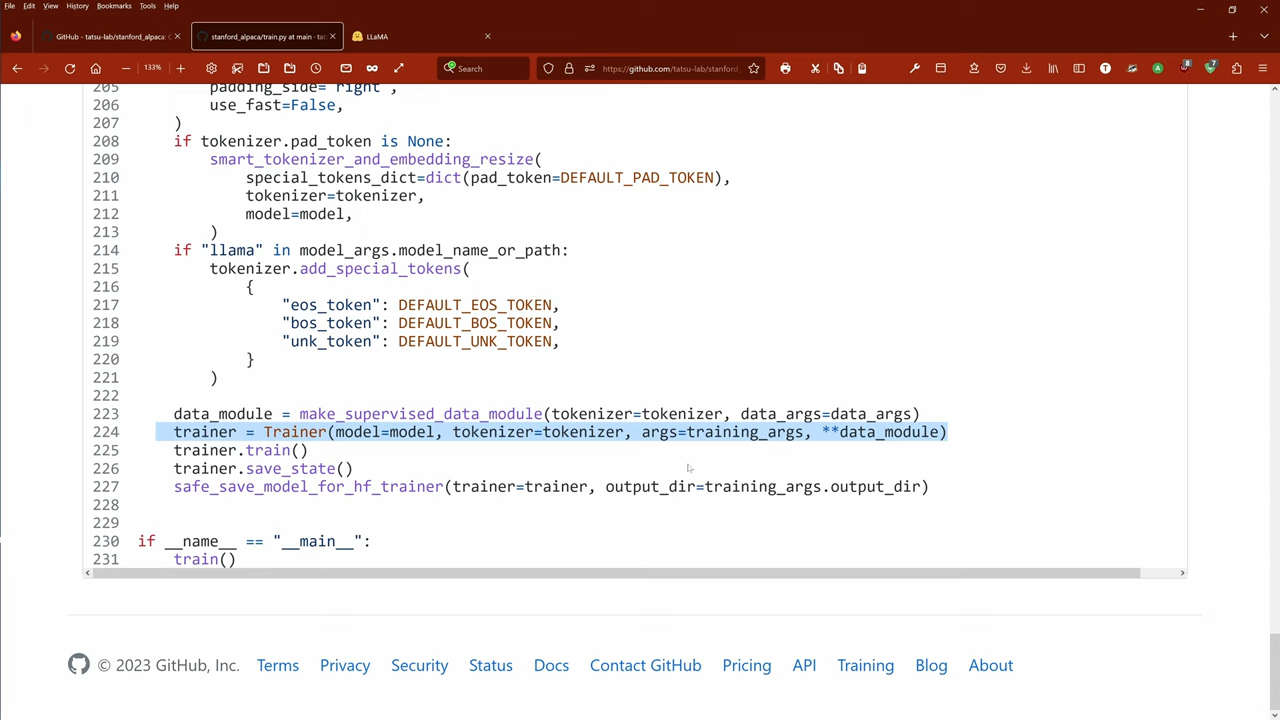 File Edit View History Bookmarks Tools Help
GitHub - tatsu-lab/stanford_alpaca: C
stanford_alpaca/train.py at main · tat
LLaMA
133%
Search
https://github.com/tatsu-lab/stanford
205 padding_side="right",
206 use_fast=False,
207 )
208 if tokenizer.pad_token is None:
209 smart_tokenizer_and_embedding_resize(
210 special_tokens_dict=dict(pad_token=DEFAULT_PAD_TOKEN),
211 tokenizer=tokenizer,
212 model=model,
213 )
214 if "llama" in model_args.model_name_or_path:
215 tokenizer.add_special_tokens(
216 {
217 "eos_token": DEFAULT_EOS_TOKEN,
218 "bos_token": DEFAULT_BOS_TOKEN,
219 "unk_token": DEFAULT_UNK_TOKEN,
220 }
221 )
222
223 data_module = make_supervised_data_module(tokenizer=tokenizer, data_args=data_args)
224 trainer = Trainer(model=model, tokenizer=tokenizer, args=training_args, **data_module)
225 trainer.train()
226 trainer.save_state()
227 safe_save_model_for_hf_trainer(trainer=trainer, output_dir=training_args.output_dir)
228
229
230 if __name__ == "__main__":
231 train()
© 2023 GitHub, Inc. Terms Privacy Security Status Docs Contact GitHub Pricing API Training Blog About